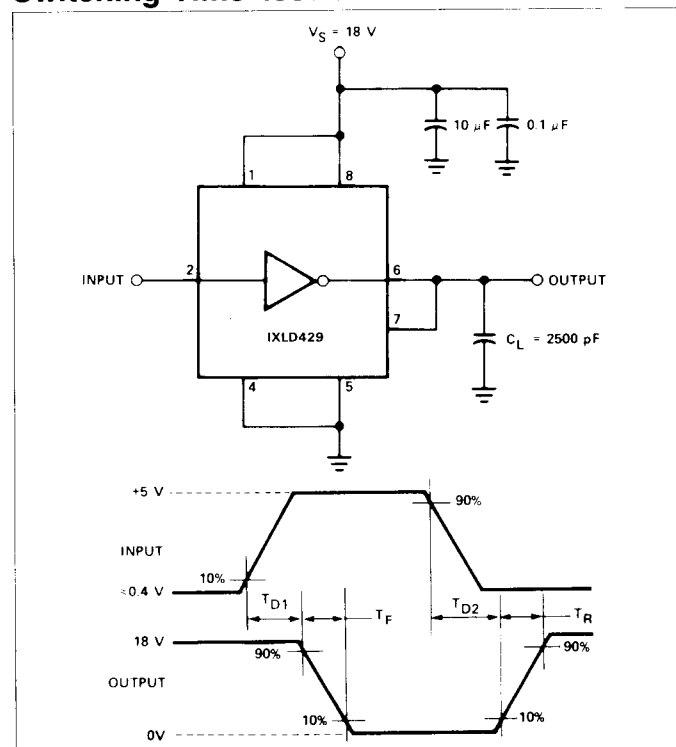 V_S = 18 V
10 μF
0.1 μF
1
8
INPUT
2
6
OUTPUT
7
IXLD429
C_L = 2500 pF
4
5
+5 V
90%
INPUT
10%
≈0.4 V
T_D1
T_F
T_D2
T_R
18 V
90%
90%
OUTPUT
10%
10%
0V